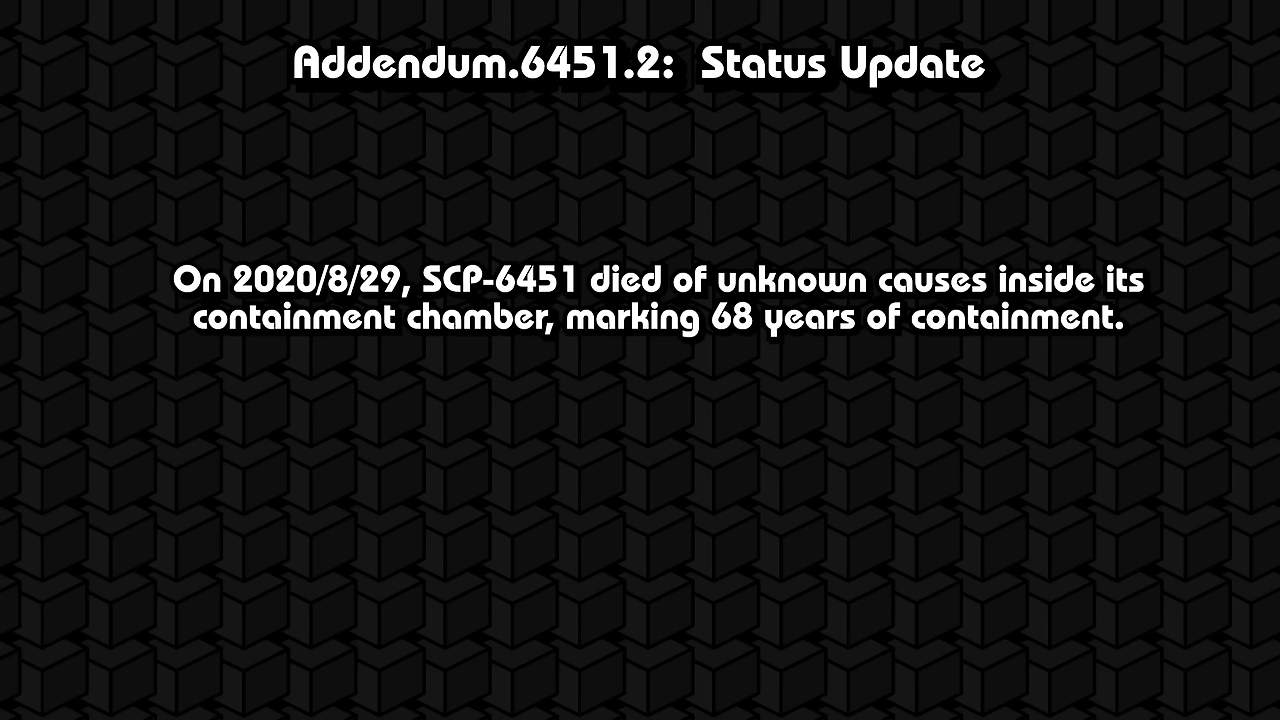 Addendum.6451.2: Status Update
On 2020/8/29, SCP-6451 died of unknown causes inside its
containment chamber, marking 68 years of containment.